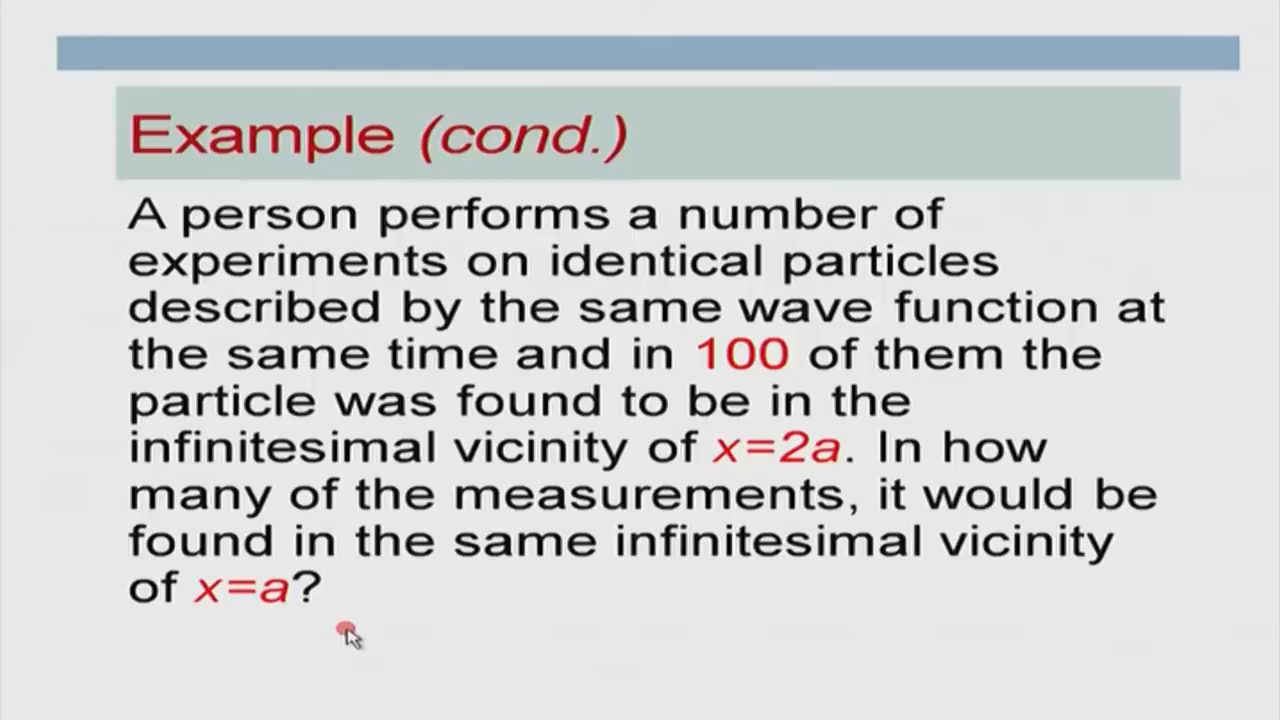 Example (cond.)
A person performs a number of
experiments on identical particles
described by the same wave function at
the same time and in 100 of them the
particle was found to be in the
infinitesimal vicinity of x=2a. In how
many of the measurements, it would be
found in the same infinitesimal vicinity
of x=a?